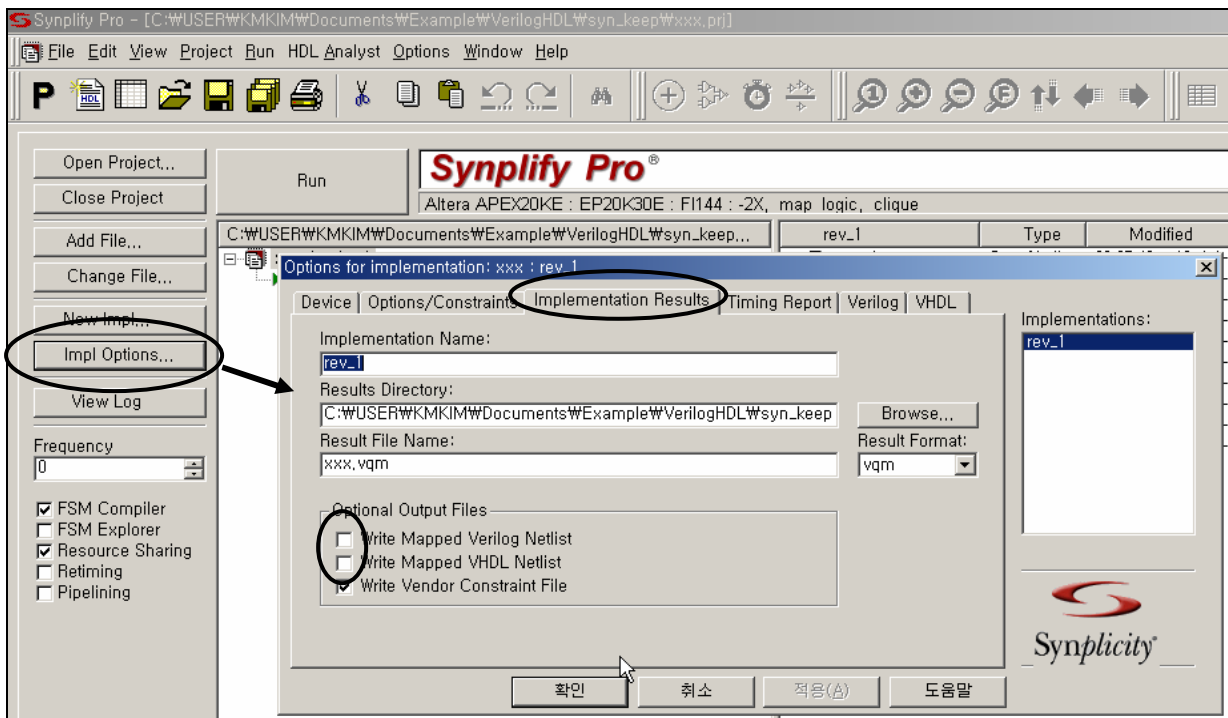 Synplify Pro - [C:₩USER₩KMKIM₩Documents₩Example₩VerilogHDL₩syn_keep₩xxx.prj]
File Edit View Project Run HDL Analyst Options Window Help
P HDL
Open Project...
Close Project
Add File...
Change File...
New Impl...
Impl Options...
View Log
Frequency
0
FSM Compiler
FSM Explorer
Resource Sharing
Retiming
Pipelining
Run
Synplify Pro®
Altera APEX20KE : EP20K30E : FI144 : -2X, map logic, clique
C:₩USER₩KMKIM₩Documents₩Example₩VerilogHDL₩syn_keep... rev_1 Type Modified
Options for implementation: xxx : rev_1
Device Options/Constraints Implementation Results Timing Report Verilog VHDL
Implementation Name:
rev_1
Results Directory:
C:₩USER₩KMKIM₩Documents₩Example₩VerilogHDL₩syn_keep Browse...
Result File Name: Result Format:
xxx.vqm vqm
Optional Output Files
Write Mapped Verilog Netlist
Write Mapped VHDL Netlist
Write Vendor Constraint File
Implementations:
rev_1
Synplicity
확인 취소 적용(A) 도움말